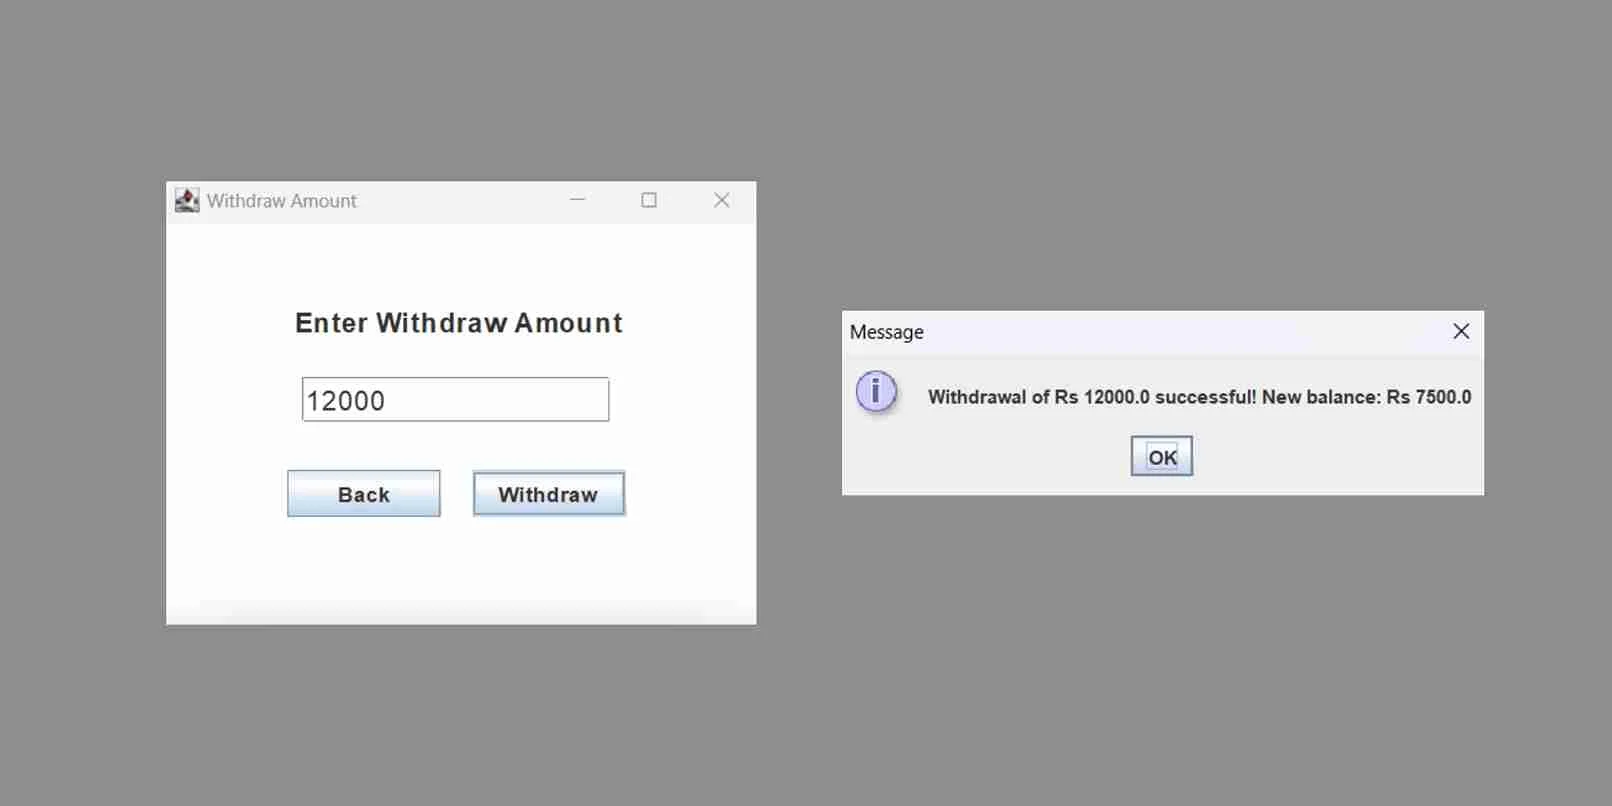 Withdraw Amount
Enter Withdraw Amount
12000
Back
Withdraw
Message
i
Withdrawal of Rs 12000.0 successful! New balance: Rs 7500.0
OK